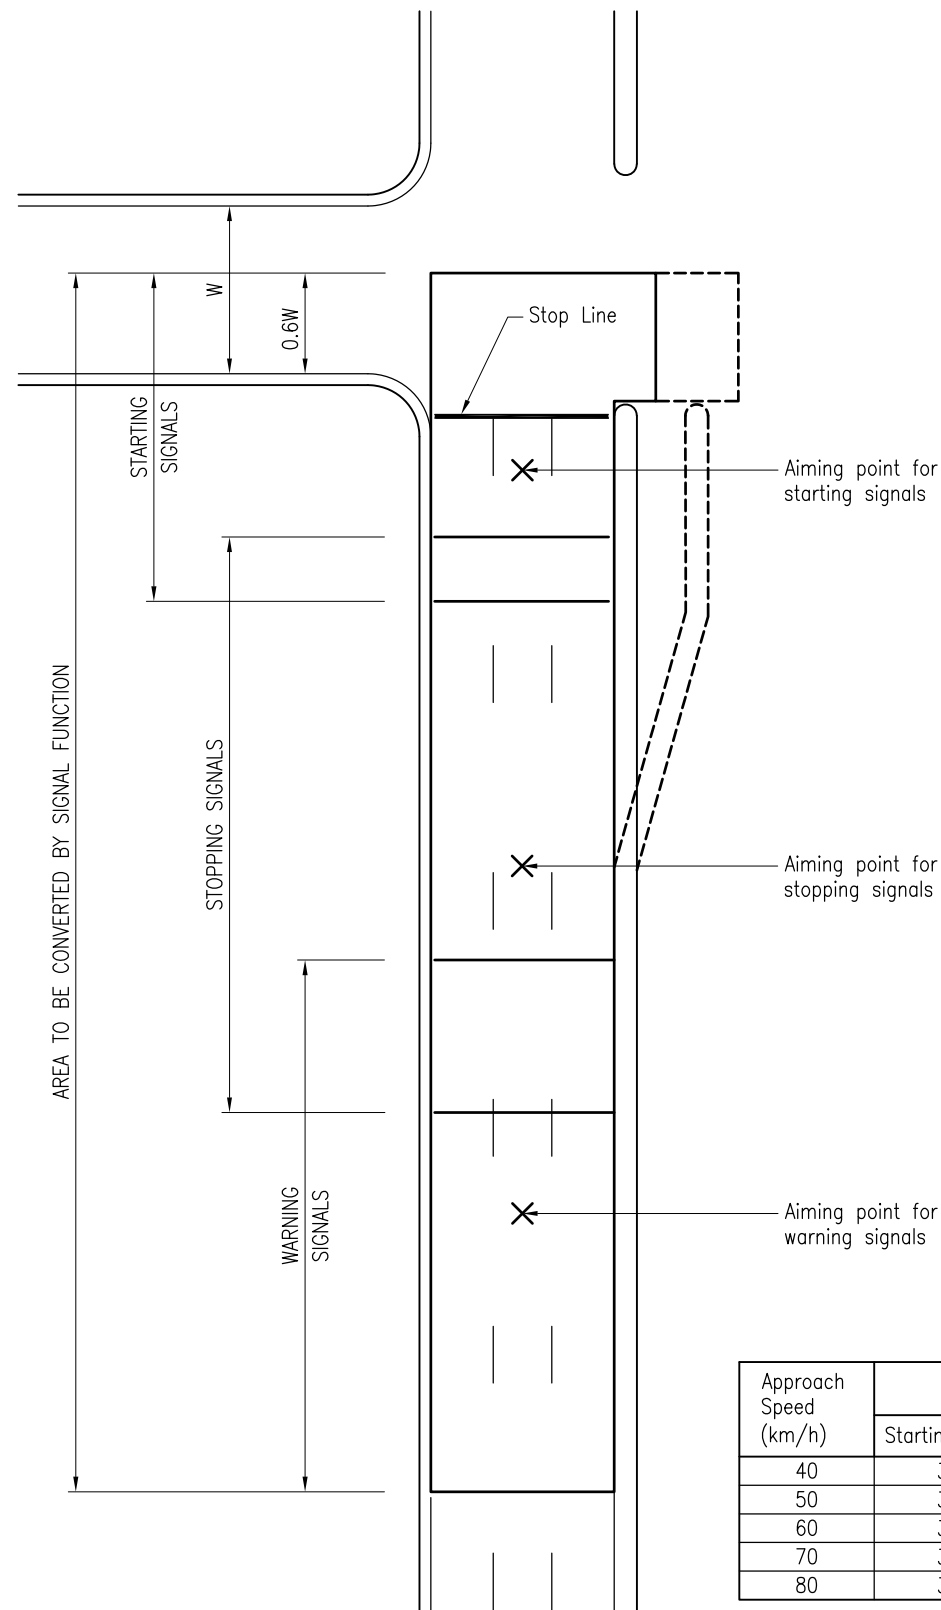 W
0.6W
Stop Line
STARTING
SIGNALS
Aiming point for
starting signals
AREA TO BE CONVERTED BY SIGNAL FUNCTION
STOPPING SIGNALS
Aiming point for
stopping signals
WARNING
SIGNALS
Aiming point for
warning signals
Approach
Speed
(km/h)
40
50
60
70
80